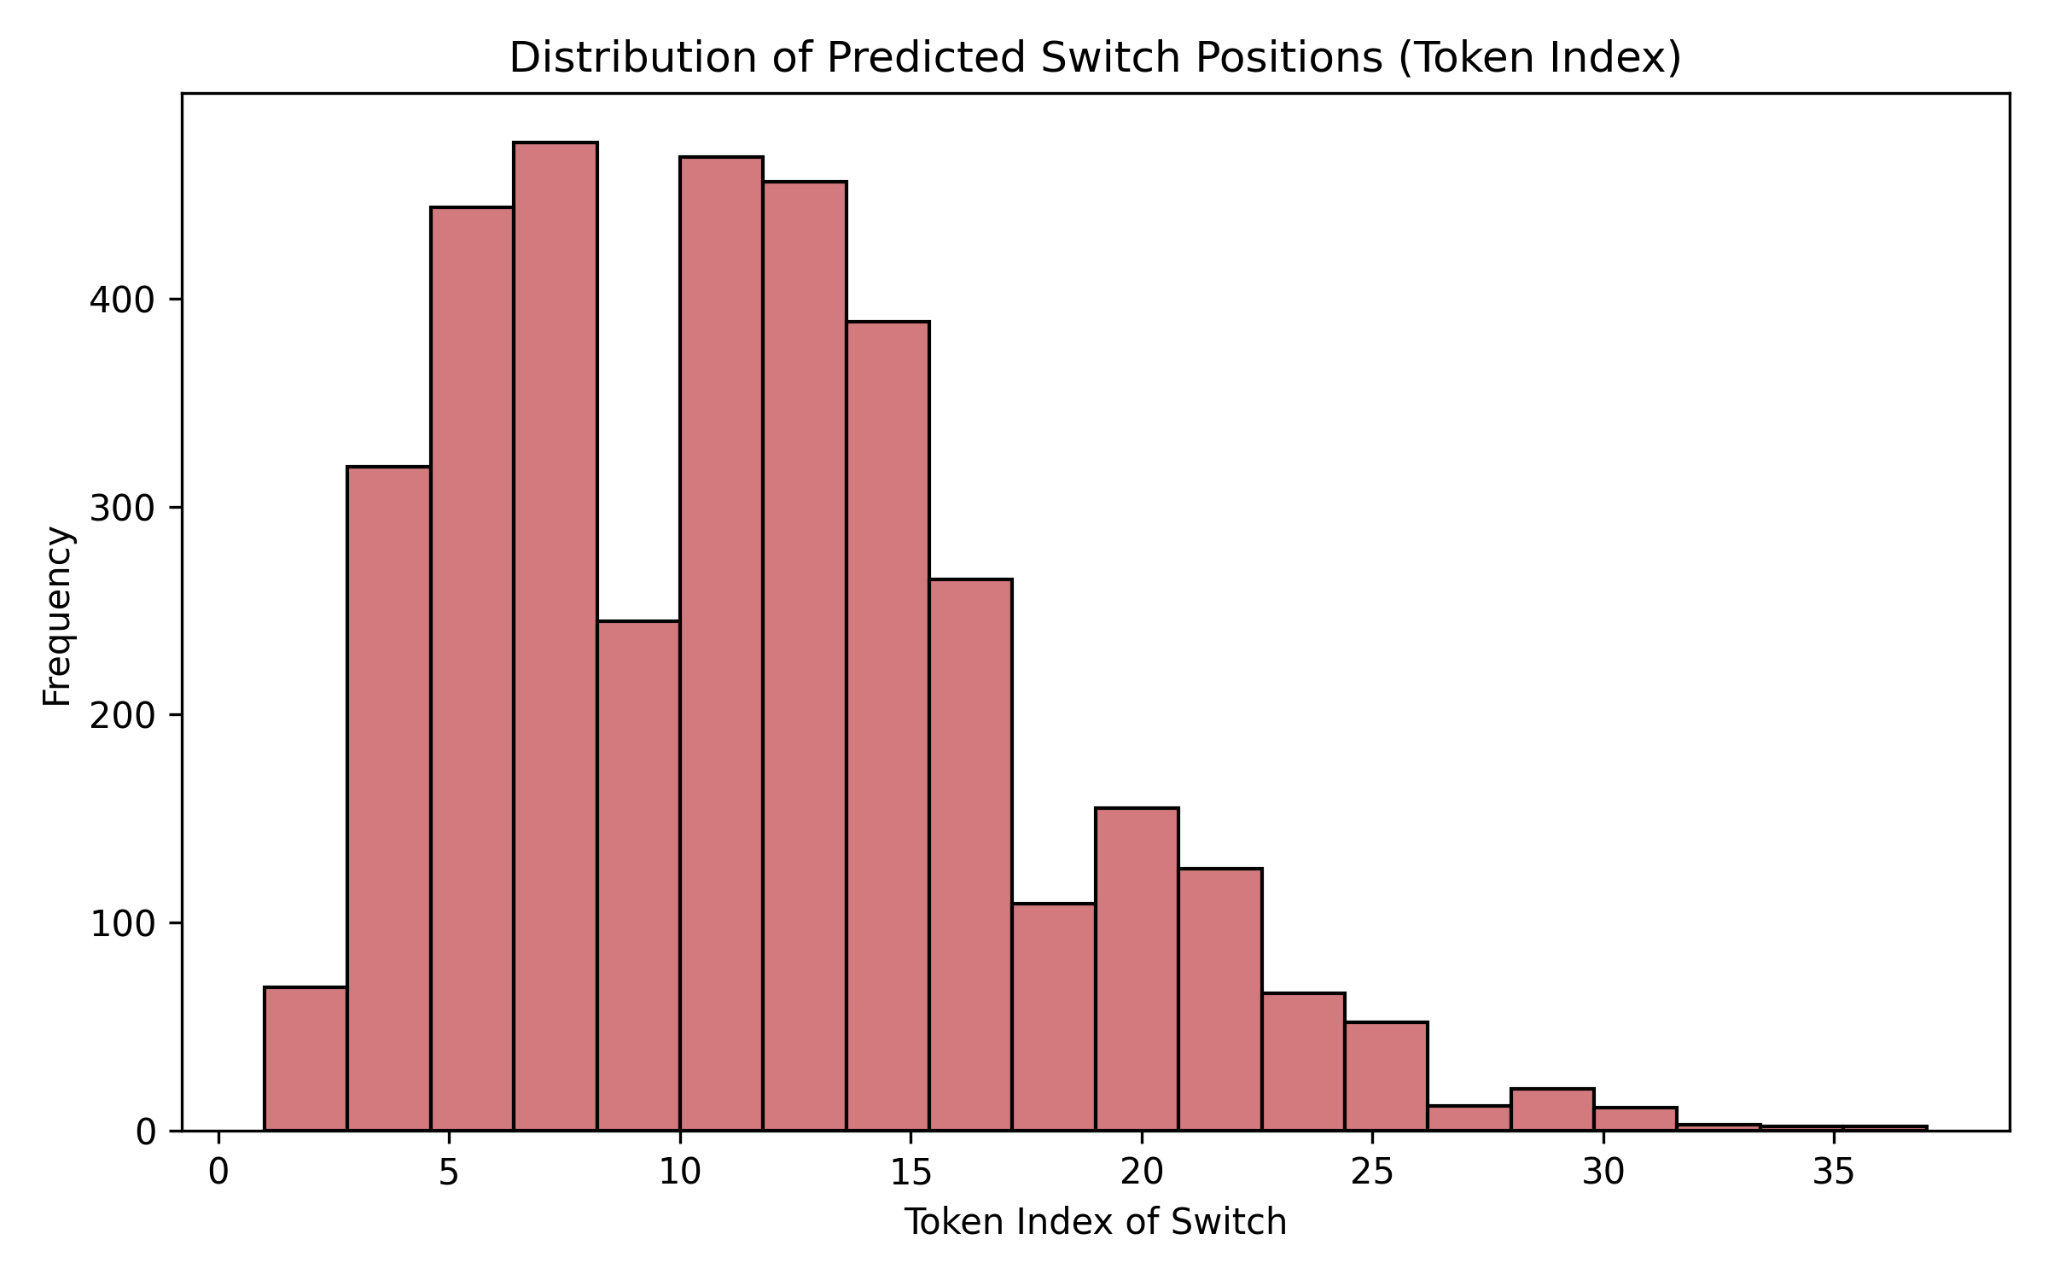 Distribution of Predicted Switch Positions (Token Index)
400
300
200
100
0
Frequency
0 5 10 15 20 25 30 35
Token Index of Switch